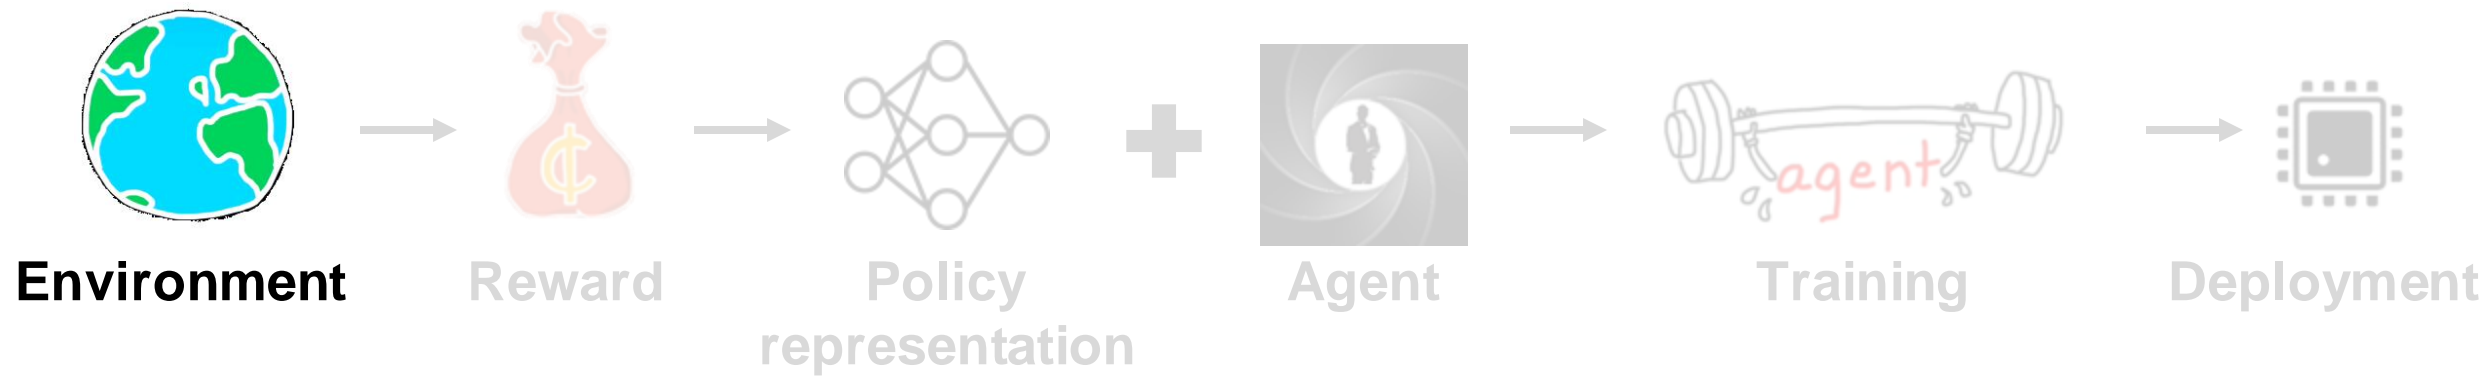 ₵
agent
Environment
Reward
Policy
representation
Agent
Training
Deployment